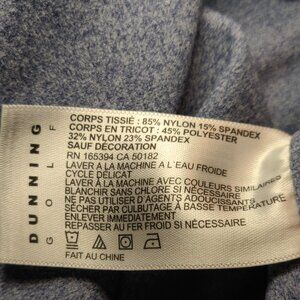 DUNNING
GOLF
CORPS TISSIÉ : 85% NYLON 15% SPANDEX
CORPS EN TRICOT : 45% POLYESTER
32% NYLON 23% SPANDEX
SAUF DÉCORATION
RN 165394 CA 50182
LAVER A LA MACHINE A L'EAU FROIDE
CYCLE DÉLICAT
LAVER A LA MACHINE AVEC COULEURS SIMILAIRES
BLANCHIR SANS CHLORE SI NÉCESSAIRE
NE PAS UTILISER D'AGENTS ADOUCISSANTS
SÉCHER PAR CULBUTAGE À BASSE TEMPERATURE
ENLEVER IMMEDIATEMENT
REPASSER AU FER FROID SI NÉCESSAIRE
FAIT AU CHINE